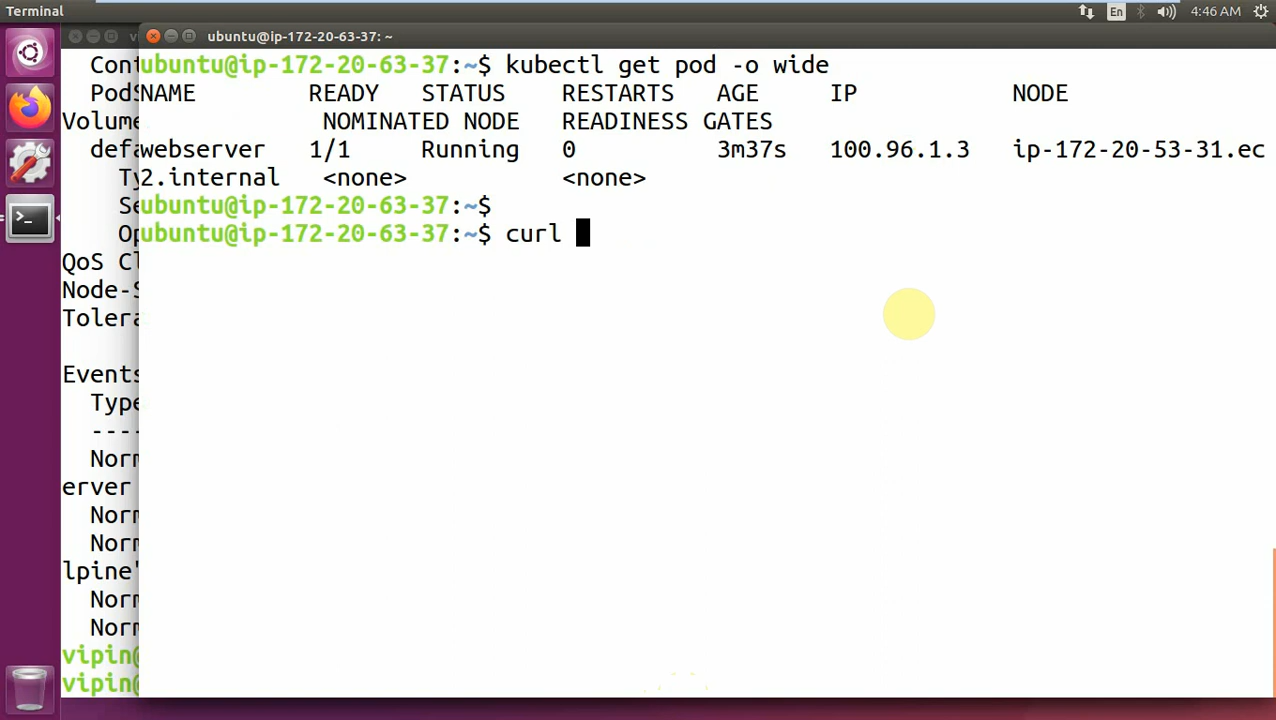 Terminal
En
4:46 AM
ubuntu@ip-172-20-63-37: ~
ubuntu@ip-172-20-63-37:~$ kubectl get pod -o wide
NAME READY STATUS RESTARTS AGE IP NODE
NOMINATED NODE READINESS GATES
webserver 1/1 Running 0 3m37s 100.96.1.3 ip-172-20-53-31.ec
2.internal <none> <none>
ubuntu@ip-172-20-63-37:~$
ubuntu@ip-172-20-63-37:~$ curl
Cont
PodS
Volume
defa
Ty
Se
Op
QoS Cl
Node-S
Tolera
Events
Type
----
Norm
erver
Norm
Norm
lpine"
Norm
Norm
vipin@
vipin@